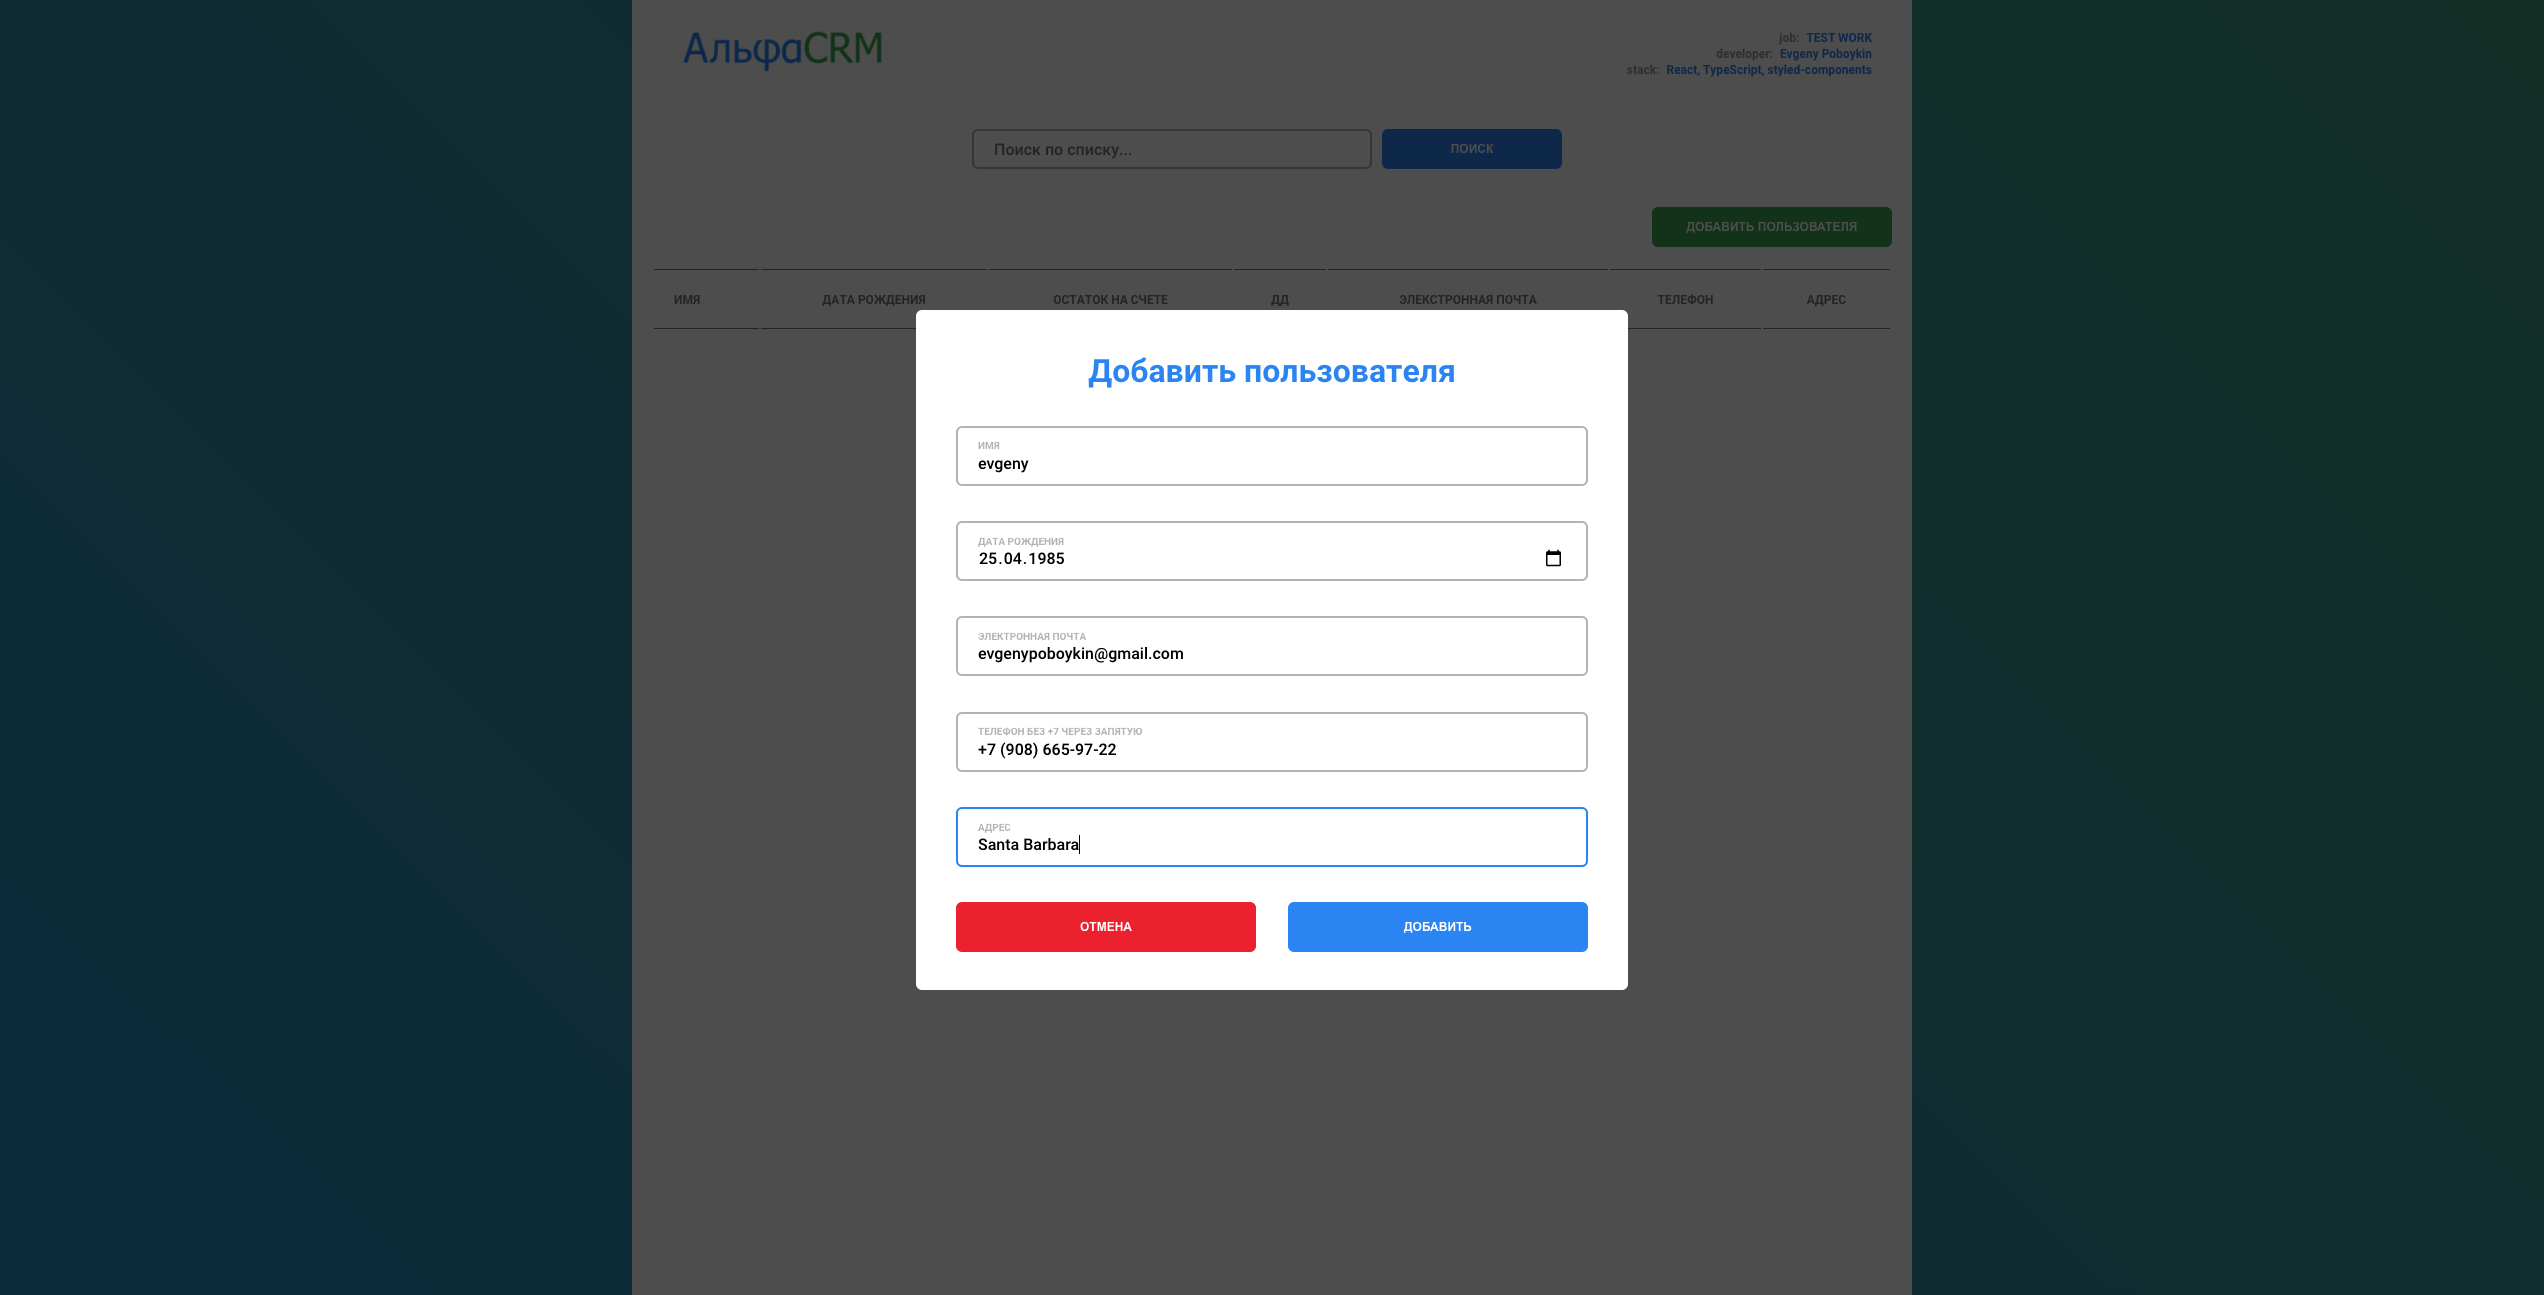 АльфаCRM
job: TEST WORK
developer: Evgeny Poboykin
stack: React, TypeScript, styled-components
Поиск по списку...
ПОИСК
ДОБАВИТЬ ПОЛЬЗОВАТЕЛЯ
ИМЯ ДАТА РОЖДЕНИЯ ОСТАТОК НА СЧЕТЕ ДД ЭЛЕКСТРОННАЯ ПОЧТА ТЕЛЕФОН АДРЕС
Добавить пользователя
ИМЯ
evgeny
ДАТА РОЖДЕНИЯ
25.04.1985
ЭЛЕКТРОННАЯ ПОЧТА
evgenypoboykin@gmail.com
ТЕЛЕФОН БЕЗ +7 ЧЕРЕЗ ЗАПЯТУЮ
+7 (908) 665-97-22
АДРЕС
Santa Barbara
ОТМЕНА
ДОБАВИТЬ